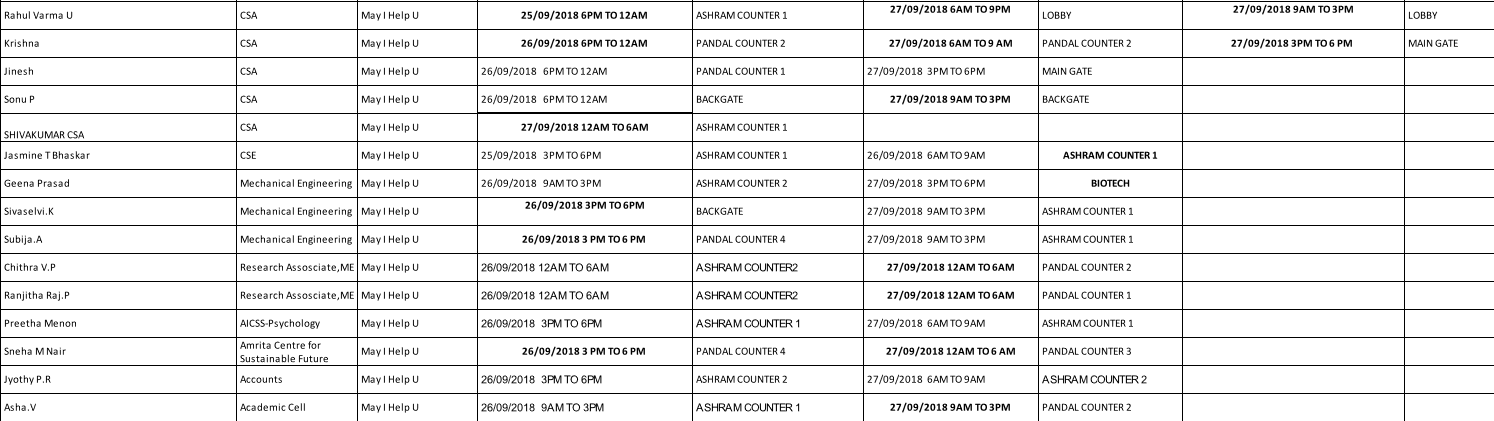 Rahul Varma U CSA May I Help U 25/09/2018 6PM TO 12AM ASHRAM COUNTER 1 27/09/2018 6AM TO 9PM LOBBY 27/09/2018 9AM TO 3PM LOBBY
Krishna CSA May I Help U 26/09/2018 6PM TO 12AM PANDAL COUNTER 2 27/09/2018 6AM TO 9 AM PANDAL COUNTER 2 27/09/2018 3PM TO 6 PM MAIN GATE
Jinesh CSA May I Help U 26/09/2018 6PM TO 12AM PANDAL COUNTER 1 27/09/2018 3PM TO 6PM MAIN GATE
Sonu P CSA May I Help U 26/09/2018 6PM TO 12AM BACKGATE 27/09/2018 9AM TO 3PM BACKGATE
SHIVAKUMAR CSA CSA May I Help U 27/09/2018 12AM TO 6AM ASHRAM COUNTER 1
Jasmine T Bhaskar CSE May I Help U 25/09/2018 3PM TO 6PM ASHRAM COUNTER 1 26/09/2018 6AM TO 9AM ASHRAM COUNTER 1
Geena Prasad Mechanical Engineering May I Help U 26/09/2018 9AM TO 3PM ASHRAM COUNTER 2 27/09/2018 3PM TO 6PM BIOTECH
Sivaselvi.K Mechanical Engineering May I Help U 26/09/2018 3PM TO 6PM BACKGATE 27/09/2018 9AM TO 3PM ASHRAM COUNTER 1
Subija.A Mechanical Engineering May I Help U 26/09/2018 3 PM TO 6 PM PANDAL COUNTER 4 27/09/2018 9AM TO 3PM ASHRAM COUNTER 1
Chithra V.P Research Assosciate,ME May I Help U 26/09/2018 12AM TO 6AM ASHRAM COUNTER2 27/09/2018 12AM TO 6AM PANDAL COUNTER 2
Ranjitha Raj.P Research Assosciate,ME May I Help U 26/09/2018 12AM TO 6AM ASHRAM COUNTER2 27/09/2018 12AM TO 6AM PANDAL COUNTER 1
Preetha Menon AICSS-Psychology May I Help U 26/09/2018 3PM TO 6PM ASHRAM COUNTER 1 27/09/2018 6AM TO 9AM ASHRAM COUNTER 1
Sneha M Nair Amrita Centre for Sustainable Future May I Help U 26/09/2018 3 PM TO 6 PM PANDAL COUNTER 4 27/09/2018 12AM TO 6 AM PANDAL COUNTER 3
Jyothy P.R Accounts May I Help U 26/09/2018 3PM TO 6PM ASHRAM COUNTER 2 27/09/2018 6AM TO 9AM ASHRAM COUNTER 2
Asha.V Academic Cell May I Help U 26/09/2018 9AM TO 3PM ASHRAM COUNTER 1 27/09/2018 9AM TO 3PM PANDAL COUNTER 2